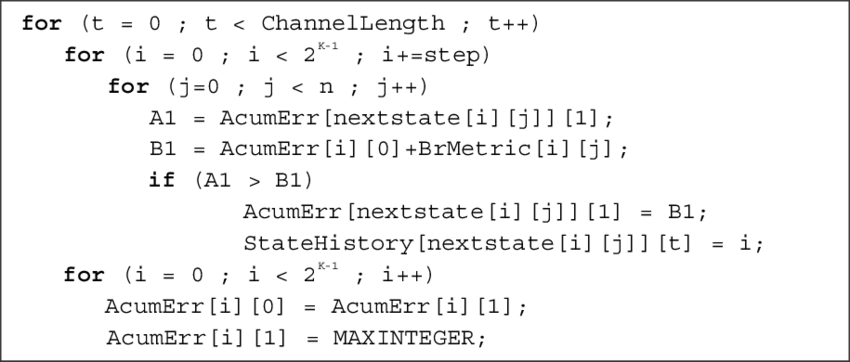 for (t = 0 ; t < ChannelLength ; t++)
for (i = 0 ; i < 2^K-1 ; i+=step)
for (j=0 ; j < n ; j++)
A1 = AcumErr[nextstate[i][j]][1];
B1 = AcumErr[i][0]+BrMetric[i][j];
if (A1 > B1)
AcumErr[nextstate[i][j]][1] = B1;
StateHistory[nextstate[i][j]][t] = i;
for (i = 0 ; i < 2^K-1 ; i++)
AcumErr[i][0] = AcumErr[i][1];
AcumErr[i][1] = MAXINTEGER;